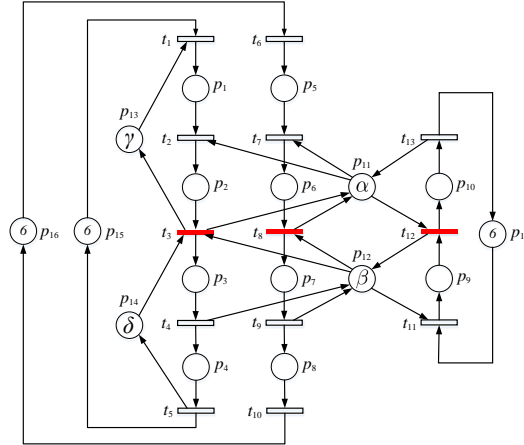 t1 t6
p1 p5
p13
γ t2 t7 t13
p11
p2 p6 α p10
6 p16 6 p15 t3 t8 t12 6 p1
p12
p14 p3 p7 β p9
δ t4 t9 t11
p4 p8
t5 t10